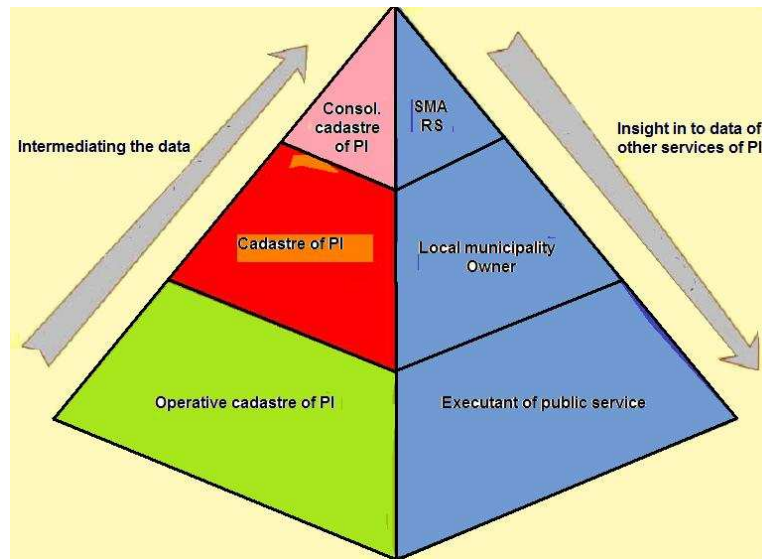 Consol.
cadastre
of PI
SMA
RS
Intermediating the data
Insight in to data of
other services of PI
Cadastre of PI
Local municipality
Owner
Operative cadastre of PI
Executant of public service